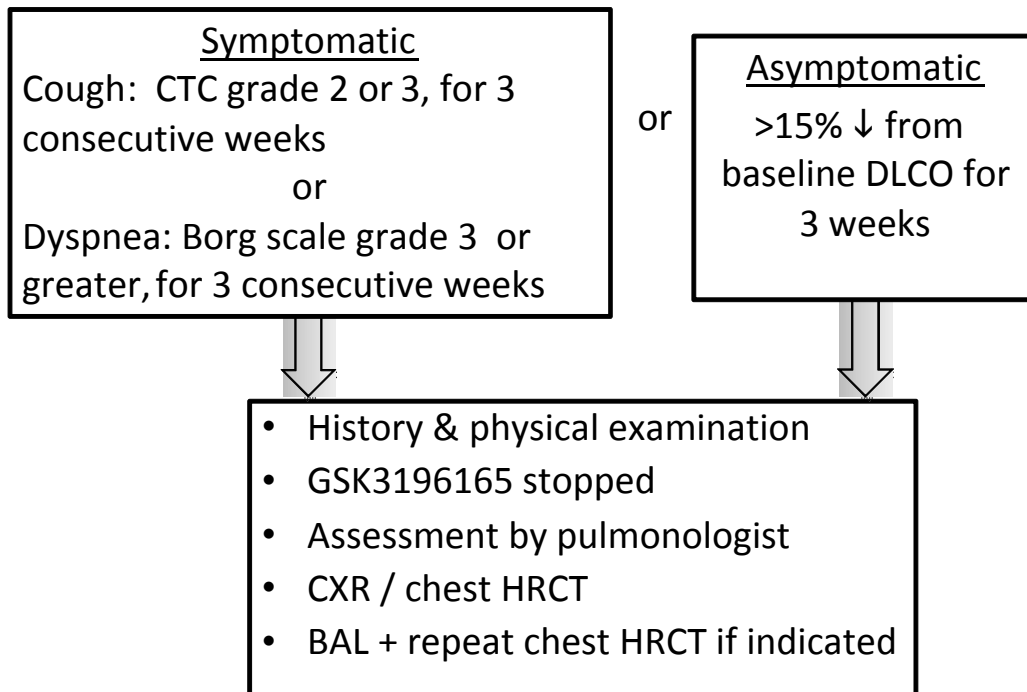 Symptomatic
Cough:  CTC grade 2 or 3, for 3
consecutive weeks
or
Dyspnea: Borg scale grade 3  or
greater, for 3 consecutive weeks
or
Asymptomatic
>15% ↓ from
baseline DLCO for
3 weeks
• History & physical examination
• GSK3196165 stopped
• Assessment by pulmonologist
• CXR / chest HRCT
• BAL + repeat chest HRCT if indicated